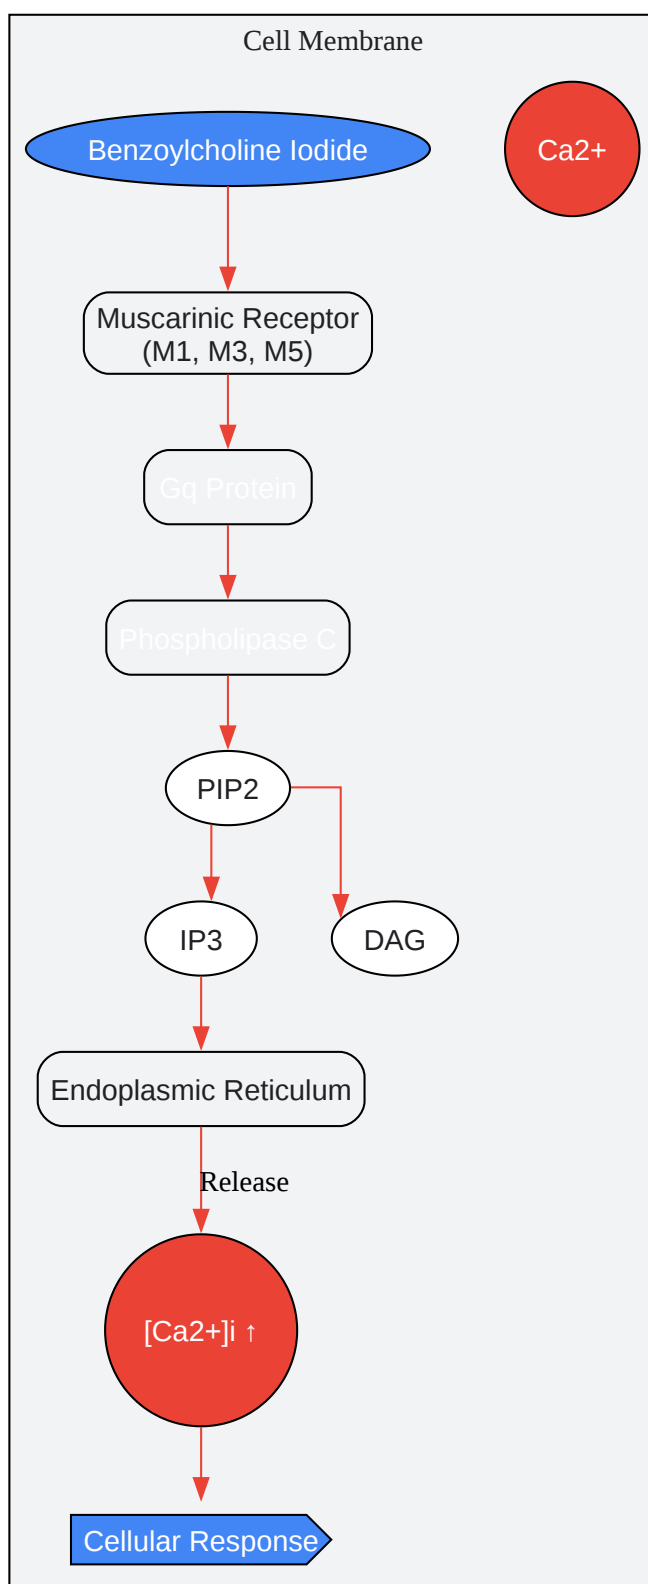 Cell Membrane
Benzoylcholine Iodide
Ca2+
Muscarinic Receptor
(M1, M3, M5)
Gq Protein
Phospholipase C
PIP2
IP3
DAG
Endoplasmic Reticulum
Release
[Ca2+]i ↑
Cellular Response